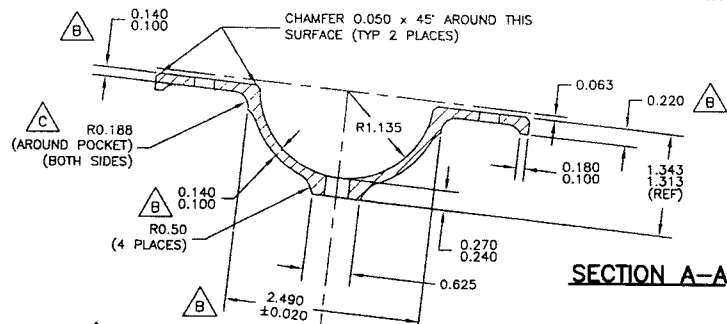 B
0.140
0.100
CHAMFER 0.050 x 45° AROUND THIS
SURFACE (TYP 2 PLACES)
0.063
0.220
B
C
R0.188
(AROUND POCKET)
(BOTH SIDES)
R1.135
0.180
0.100
1.343
1.313
(REF)
B
0.140
0.100
R0.50
(4 PLACES)
0.270
0.240
0.625
SECTION A-A
B
2.490
±0.020